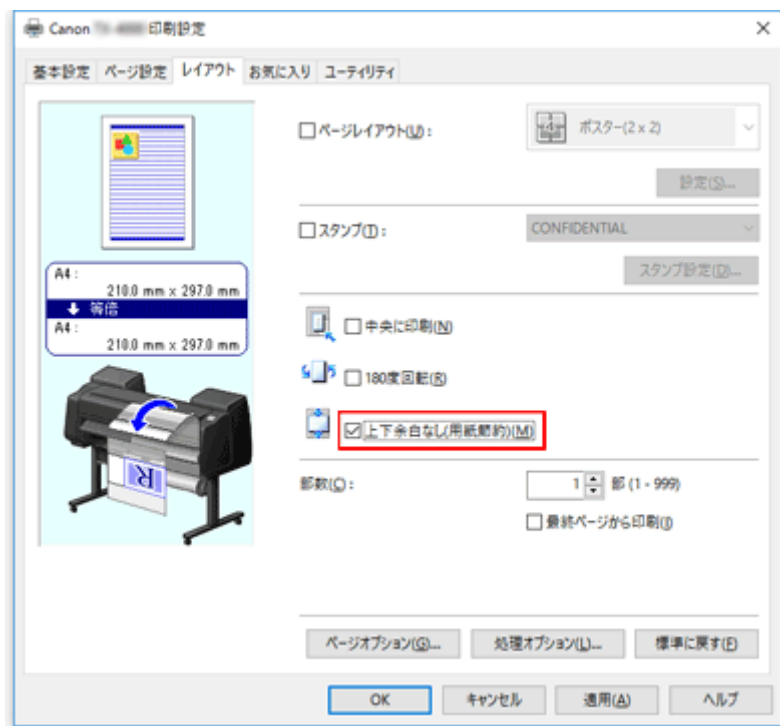 Canon 印刷設定
基本設定 ページ設定 レイアウト お気に入り ユーティリティ
ページレイアウト(U):
ポスター(2 x 2)
設定(S)...
スタンプ(T):
CONFIDENTIAL
スタンプ設定(D)...
A4 :
210.0 mm x 297.0 mm
等倍
A4 :
210.0 mm x 297.0 mm
中央に印刷(N)
180度回転(R)
上下余白なし(用紙節約)(M)
R
部数(C):
1 部 (1 - 999)
最終ページから印刷(I)
ページオプション(G)...
処理オプション(L)...
標準に戻す(F)
OK キャンセル 適用(A) ヘルプ